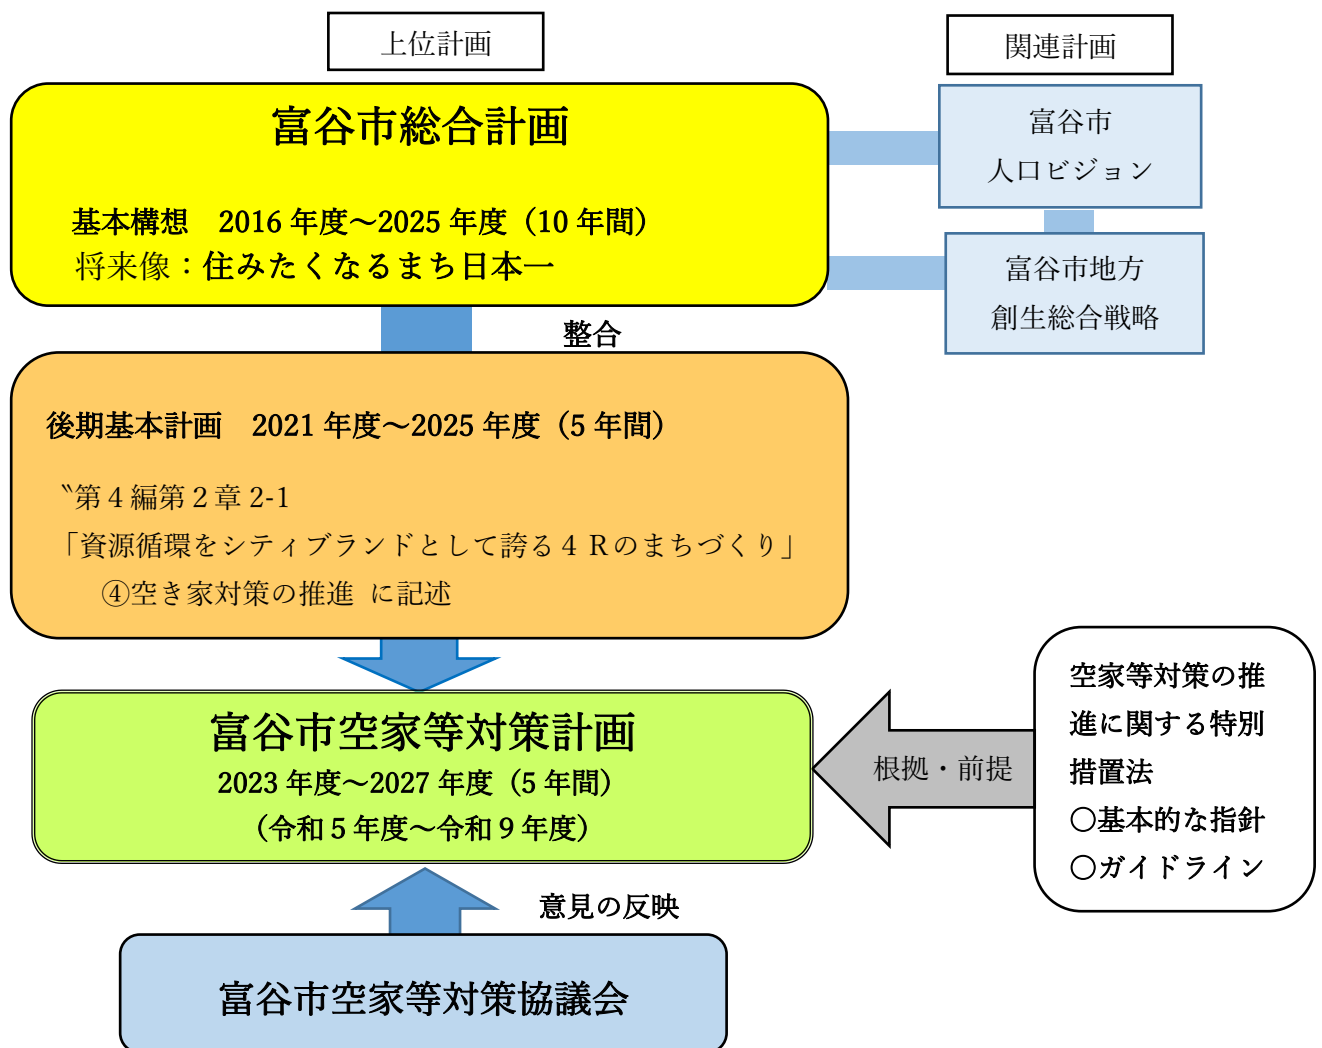 上位計画
関連計画
富谷市総合計画
基本構想　2016 年度～2025 年度（10 年間）
将来像：住みたくなるまち日本一
富谷市
人口ビジョン
富谷市地方
創生総合戦略
整合
後期基本計画　2021 年度～2025 年度（5 年間）
〝第４編第２章 2-1
「資源循環をシティブランドとして誇る４Ｒのまちづくり」
④空き家対策の推進 に記述
富谷市空家等対策計画
2023 年度～2027 年度（5 年間）
（令和５年度～令和９年度）
根拠・前提
空家等対策の推
進に関する特別
措置法
○基本的な指針
○ガイドライン
意見の反映
富谷市空家等対策協議会